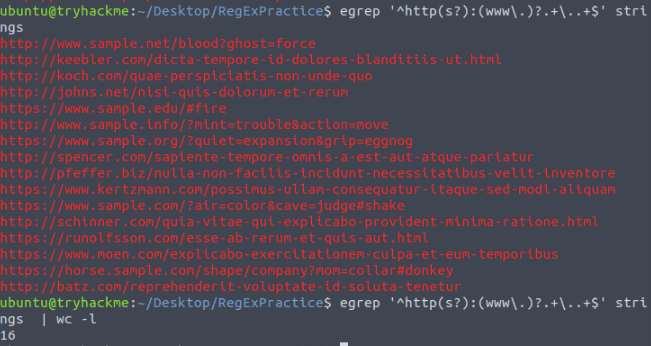 ubuntu@tryhackme:~/Desktop/RegExPractice$ egrep '^http(s?):(www\.)?.+\..+$' stri
ngs
http://www.sample.net/blood?ghost=force
http://keebler.com/dicta-tempore-id-dolores-blanditiis-ut.html
http://koch.com/quae-perspiciatis-non-unde-quo
http://johns.net/nisi-quis-dolorum-et-rerum
https://www.sample.edu/#fire
http://www.sample.info/?mint=trouble&action=move
https://www.sample.org/?quiet=expansion&grip=eggnog
http://spencer.com/sapiente-tempore-omnis-a-est-aut-atque-pariatur
http://pfeffer.biz/nulla-non-facilis-incidunt-necessitatibus-velit-inventore
https://www.kertzmann.com/possimus-ullam-consequatur-itaque-sed-modi-aliquam
https://www.sample.com/?air=color&cave=judge#shake
http://schinner.com/quia-vitae-qui-explicabo-provident-minima-ratione.html
https://runolfsson.com/esse-ab-rerum-et-quis-aut.html
https://www.moen.com/explicabo-exercitationem-culpa-et-eum-temporibus
https://horse.sample.com/shape/company?mom=collar#donkey
http://batz.com/reprehenderit-voluptate-id-soluta-tenetur
ubuntu@tryhackme:~/Desktop/RegExPractice$ egrep '^http(s?):(www\.)?.+\..+$' stri
ngs  | wc -l
16